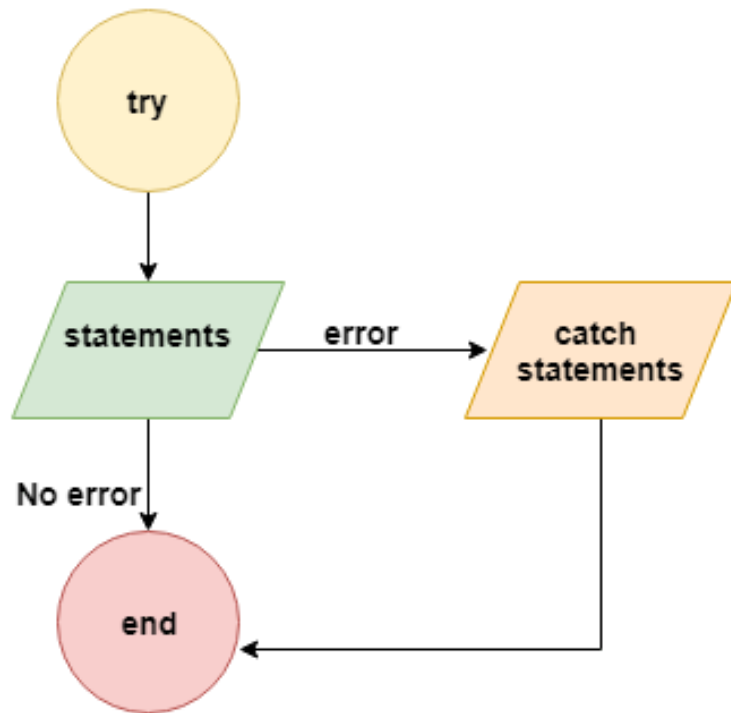 try
statements
error
catch
statements
No error
end